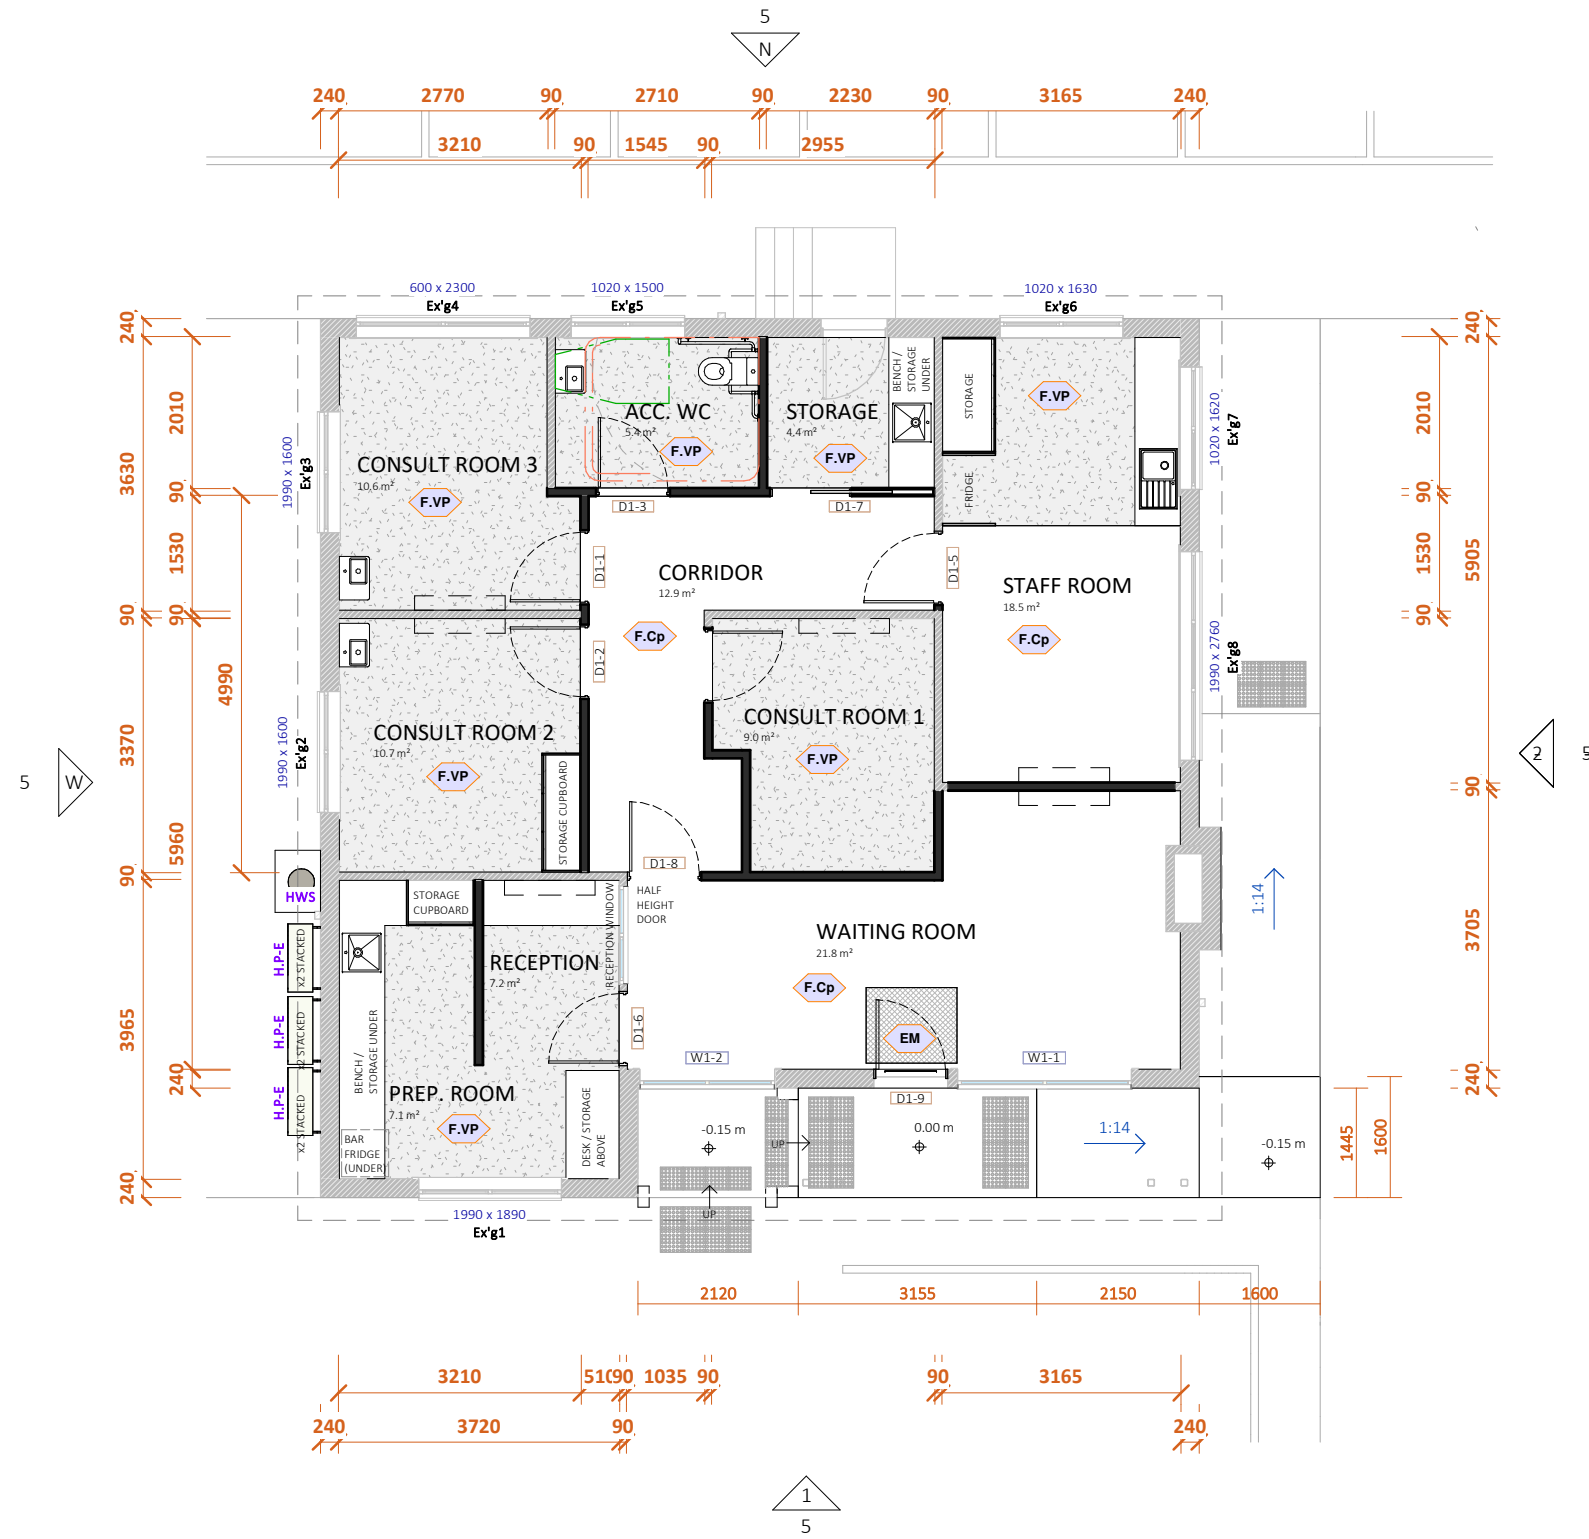 5
N
240 2770 90 2710 90 2230 90 3165 240
3210 90 1545 90 2955
600 x 2300
Ex'g4
1020 x 1500
Ex'g5
1020 x 1630
Ex'g6
240
2010
3630
90
1530
90
90
4990
3370
5960
90
3965
240
240
1990 x 1600
Ex'g3
1990 x 1600
Ex'g2
5
W
CONSULT ROOM 3
10.6 m²
F.VP
ACC. WC
5.4 m²
F.VP
STORAGE
4.4 m²
F.VP
BENCH /
STORAGE
UNDER
STORAGE
FRIDGE
F.VP
D1-3
D1-7
D1-1
D1-5
D1-2
CORRIDOR
12.9 m²
F.Cp
STAFF ROOM
18.5 m²
F.Cp
CONSULT ROOM 2
10.7 m²
F.VP
STORAGE CUPBOARD
CONSULT ROOM 1
9.0 m²
F.VP
D1-8
HALF
HEIGHT
DOOR
RECEPTION WINDOW
STORAGE
CUPBOARD
RECEPTION
7.2 m²
WAITING ROOM
21.8 m²
F.Cp
EM
D1-6
W1-2
W1-1
D1-9
BENCH /
STORAGE UNDER
PREP. ROOM
7.1 m²
F.VP
BAR
FRIDGE
(UNDER)
DESK / STORAGE
ABOVE
HWS
H.P-E
x2 STACKED
H.P-E
x2 STACKED
H.P-E
x2 STACKED
1020 x 1620
Ex'g7
1990 x 2760
Ex'g8
240
2010
90
1530
5905
90
90
3705
240
2
1:14
-0.15 m
UP
UP
0.00 m
1:14
-0.15 m
1445
1600
1990 x 1890
Ex'g1
2120 3155 2150 1600
3210 510 90 1035 90 90 3165
240 3720 90 240
1
5